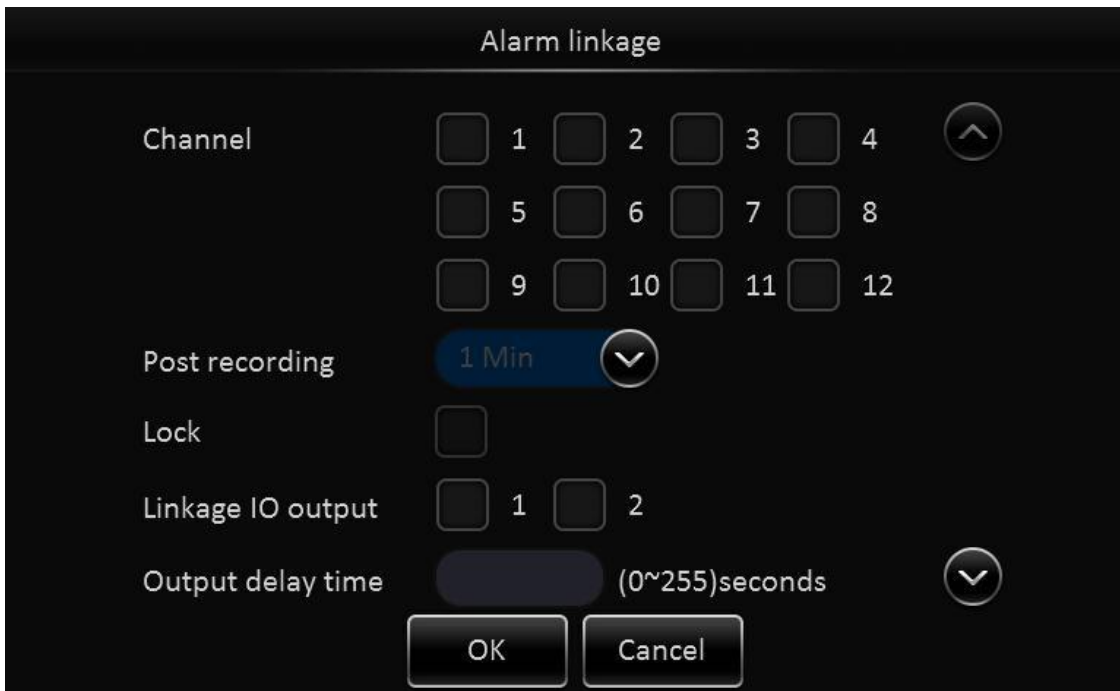 Alarm linkage
Channel 1 2 3 4
5 6 7 8
9 10 11 12
Post recording 1 Min
Lock
Linkage IO output 1 2
Output delay time (0~255)seconds
OK Cancel